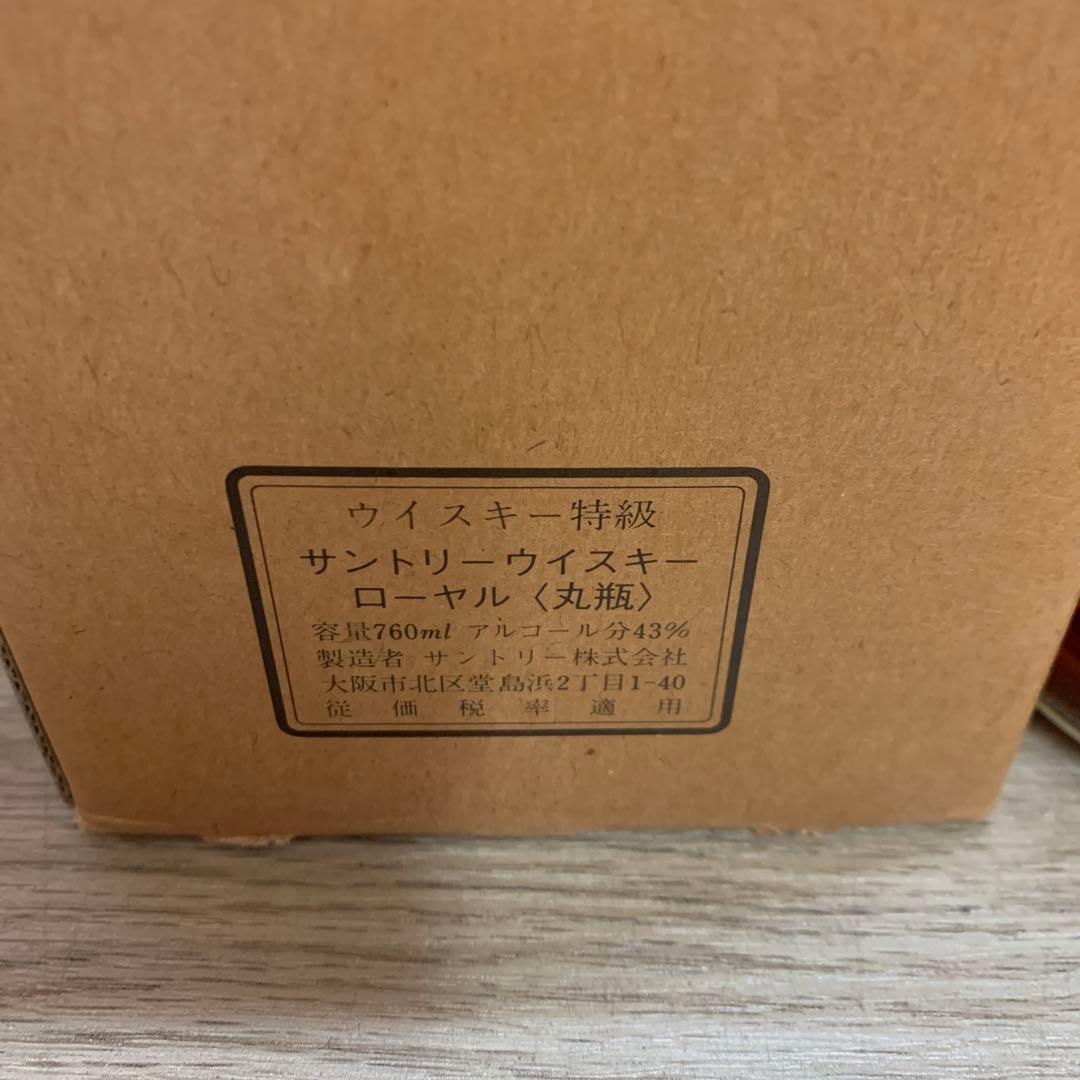 ウイスキー特級
サントリーウイスキー
ローヤル〈丸瓶〉
容量760ml アルコール分43%
製造者 サントリー株式会社
大阪市北区堂島浜2丁目1-40
従価税率適用